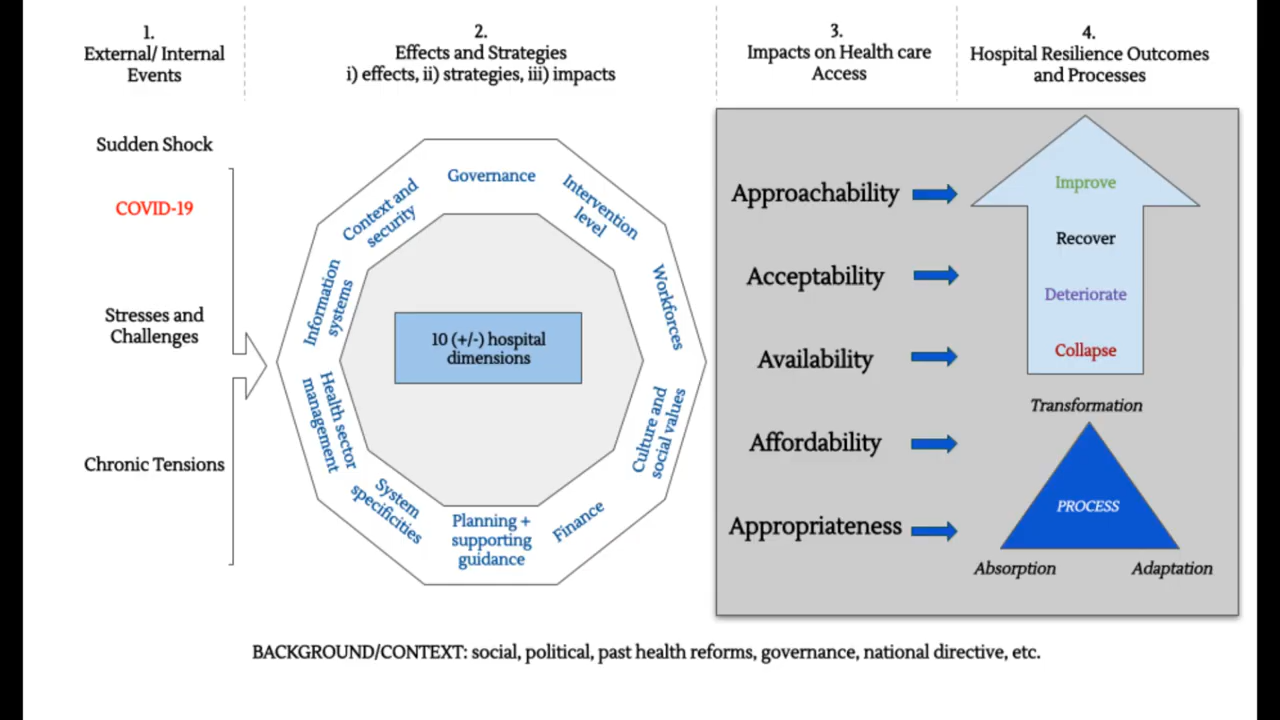 1.
External/ Internal
Events
2.
Effects and Strategies
i) effects, ii) strategies, iii) impacts
3.
Impacts on Health care
Access
4.
Hospital Resilience Outcomes
and Processes
Sudden Shock
COVID-19
Stresses and
Challenges
Chronic Tensions
Governance
Intervention
level
Workforces
Culture and
social values
Finance
Planning +
supporting
guidance
System
specificities
Health sector
management
Information
systems
Context and
security
10 (+/-) hospital
dimensions
Approachability
Acceptability
Availability
Affordability
Appropriateness
Improve
Recover
Deteriorate
Collapse
Transformation
PROCESS
Absorption
Adaptation
BACKGROUND/CONTEXT: social, political, past health reforms, governance, national directive, etc.